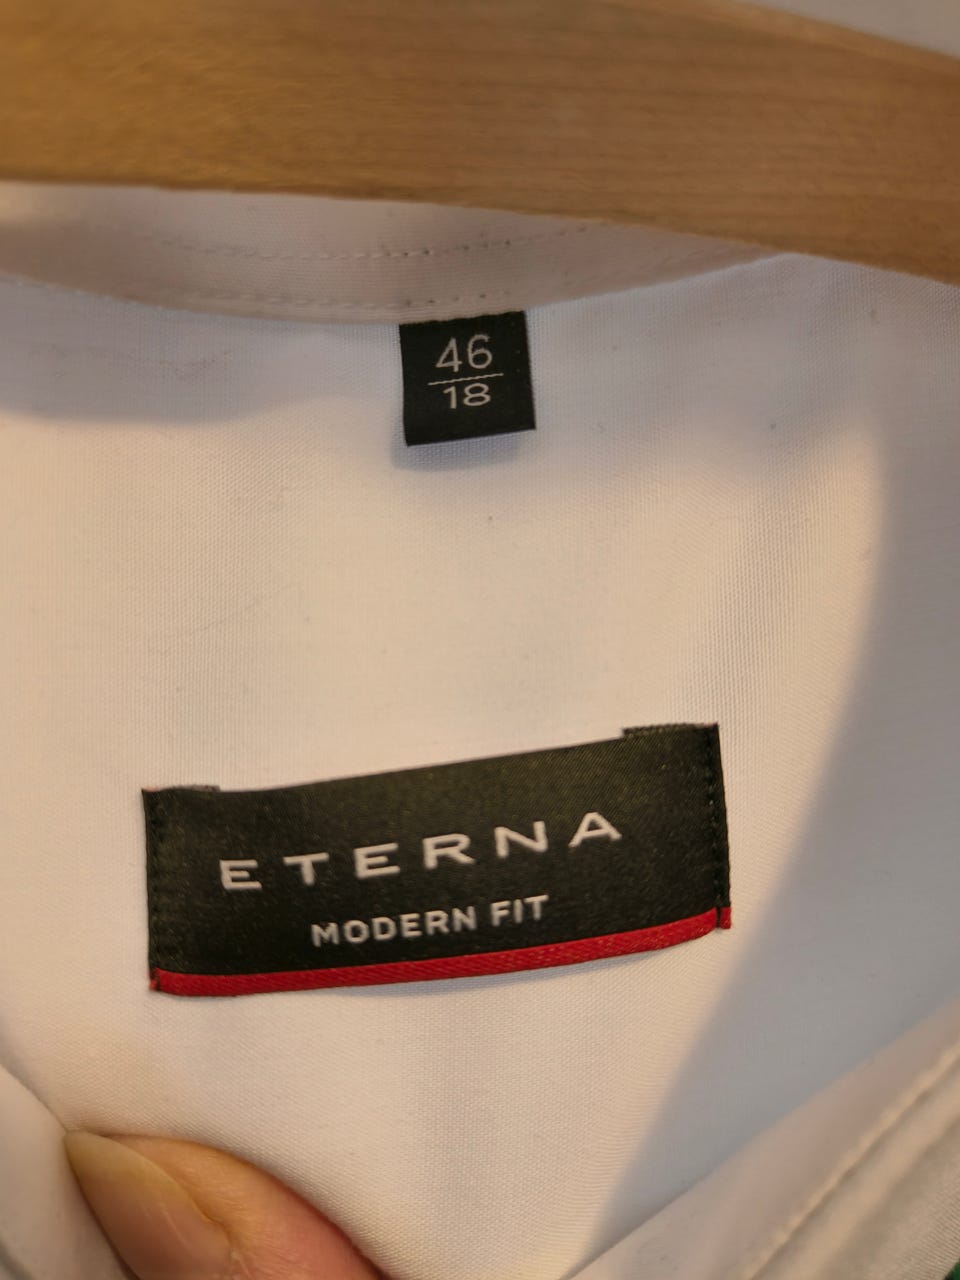 46
18
ETERNA
MODERN FIT